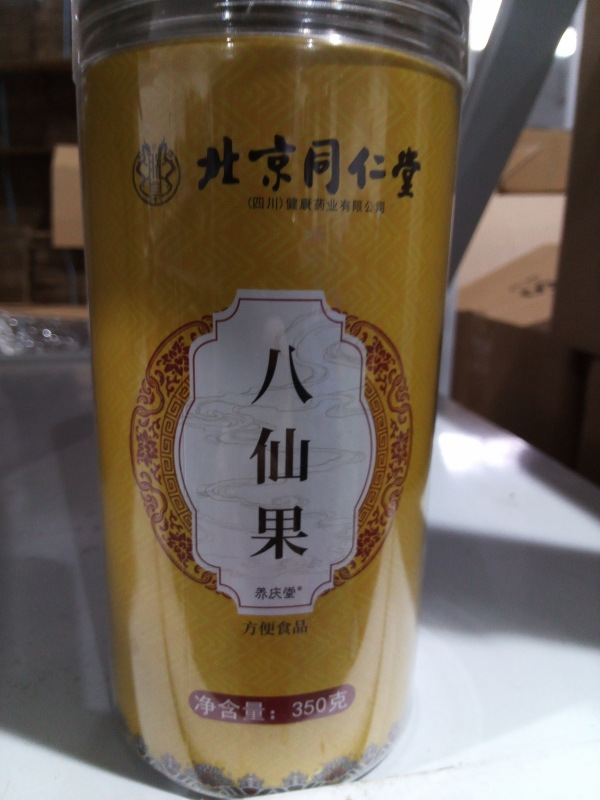 北京同仁堂
(四川)健康药业有限公司
八仙果
养庆堂®
方便食品
净含量：350克